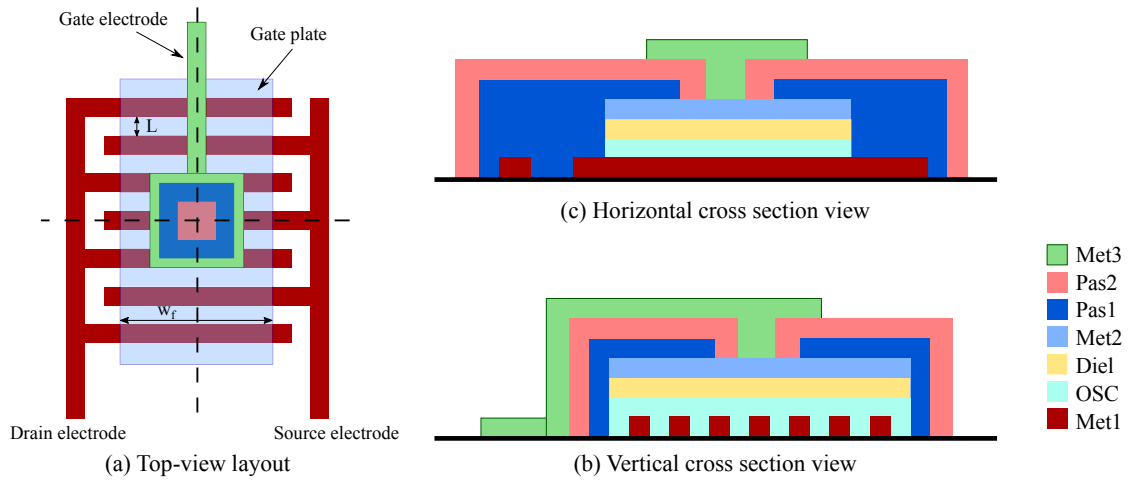 Gate electrode
Gate plate
L
w_f
Drain electrode
Source electrode
(a) Top-view layout
(c) Horizontal cross section view
(b) Vertical cross section view
Met3
Pas2
Pas1
Met2
Diel
OSC
Met1